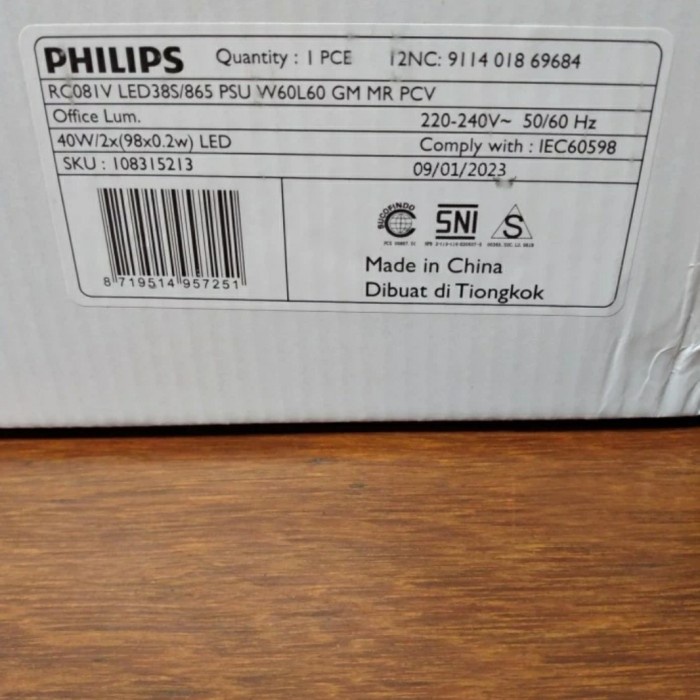 PHILIPS Quantity : 1 PCE 12NC: 9114 018 69684
RC081V LED38S/865 PSU W60L60 GM MR PCV
Office Lum. 220-240V~ 50/60 Hz
40W/2x(98x0.2w) LED Comply with : IEC60598
SKU : 108315213 09/01/2023
SUCOFINDO SNI S
8 719514 957251
Made in China
Dibuat di Tiongkok